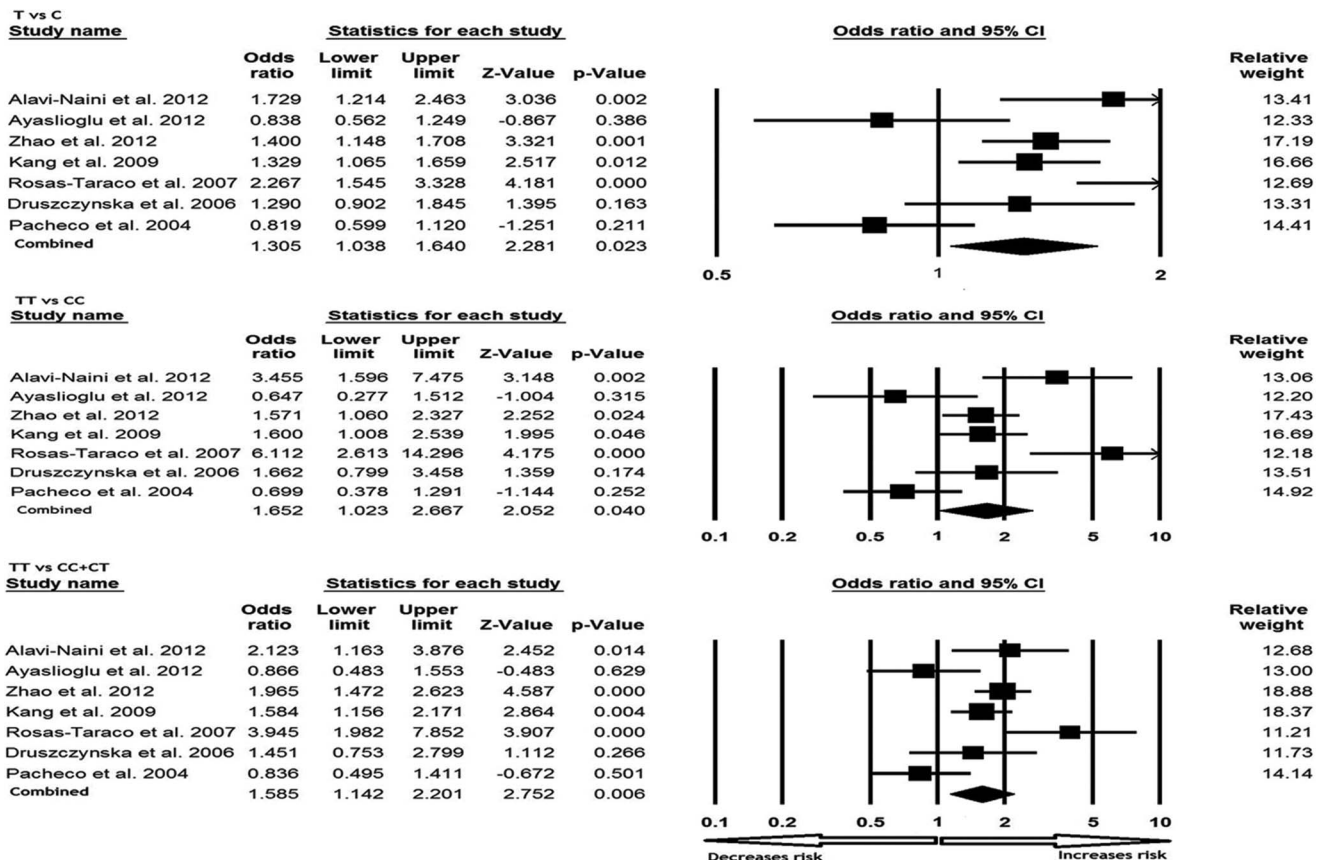 T vs C
Study name Statistics for each study Odds ratio and 95% CI
Odds ratio Lower limit Upper limit Z-Value p-Value Relative weight
Alavi-Naini et al. 2012 1.729 1.214 2.463 3.036 0.002 13.41
Ayaslioglu et al. 2012 0.838 0.562 1.249 -0.867 0.386 12.33
Zhao et al. 2012 1.400 1.148 1.708 3.321 0.001 17.19
Kang et al. 2009 1.329 1.065 1.659 2.517 0.012 16.66
Rosas-Taraco et al. 2007 2.267 1.545 3.328 4.181 0.000 12.69
Druszczynska et al. 2006 1.290 0.902 1.845 1.395 0.163 13.31
Pacheco et al. 2004 0.819 0.599 1.120 -1.251 0.211 14.41
Combined 1.305 1.038 1.640 2.281 0.023
0.5 1 2
TT vs CC
Study name Statistics for each study Odds ratio and 95% CI
Odds ratio Lower limit Upper limit Z-Value p-Value Relative weight
Alavi-Naini et al. 2012 3.455 1.596 7.475 3.148 0.002 13.06
Ayaslioglu et al. 2012 0.647 0.277 1.512 -1.004 0.315 12.20
Zhao et al. 2012 1.571 1.060 2.327 2.252 0.024 17.43
Kang et al. 2009 1.600 1.008 2.539 1.995 0.046 16.69
Rosas-Taraco et al. 2007 6.112 2.613 14.296 4.175 0.000 12.18
Druszczynska et al. 2006 1.662 0.799 3.458 1.359 0.174 13.51
Pacheco et al. 2004 0.699 0.378 1.291 -1.144 0.252 14.92
Combined 1.652 1.023 2.667 2.052 0.040
0.1 0.2 0.5 1 2 5 10
TT vs CC+CT
Study name Statistics for each study Odds ratio and 95% CI
Odds ratio Lower limit Upper limit Z-Value p-Value Relative weight
Alavi-Naini et al. 2012 2.123 1.163 3.876 2.452 0.014 12.68
Ayaslioglu et al. 2012 0.866 0.483 1.553 -0.483 0.629 13.00
Zhao et al. 2012 1.965 1.472 2.623 4.587 0.000 18.88
Kang et al. 2009 1.584 1.156 2.171 2.864 0.004 18.37
Rosas-Taraco et al. 2007 3.945 1.982 7.852 3.907 0.000 11.21
Druszczynska et al. 2006 1.451 0.753 2.799 1.112 0.266 11.73
Pacheco et al. 2004 0.836 0.495 1.411 -0.672 0.501 14.14
Combined 1.585 1.142 2.201 2.752 0.006
0.1 0.2 0.5 1 2 5 10
Decreases risk Increases risk